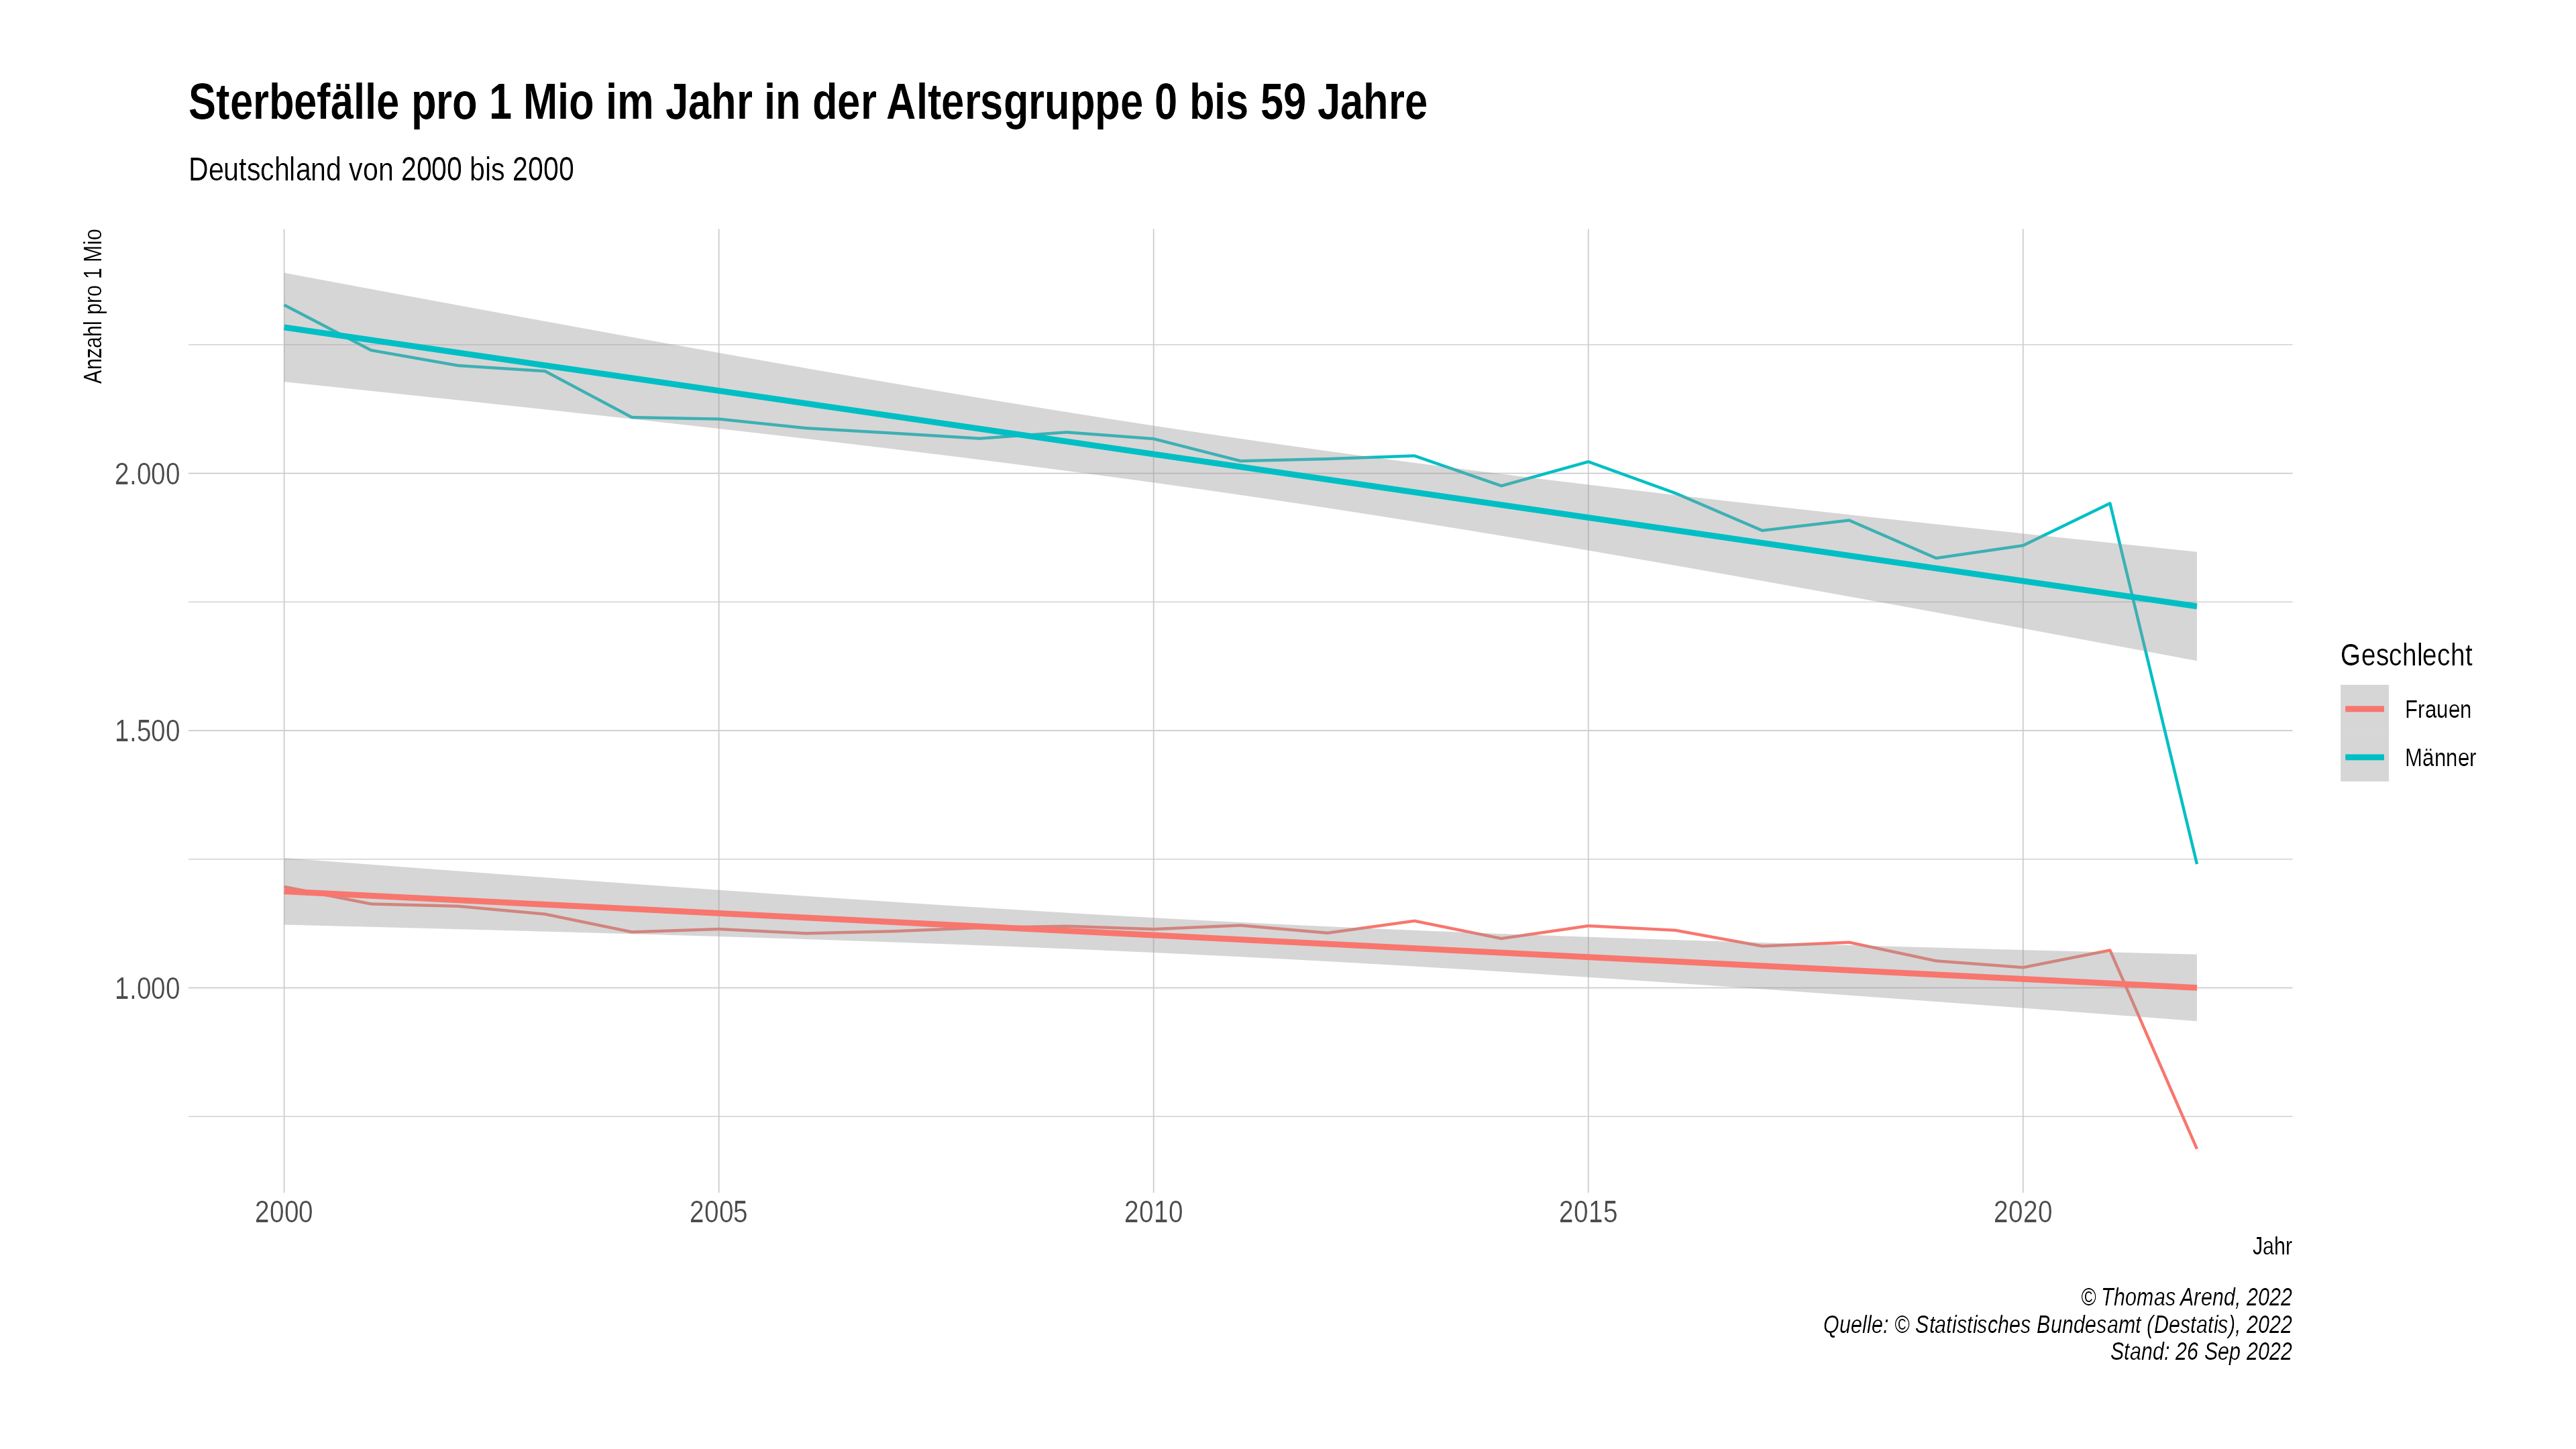 Sterbefälle pro 1 Mio im Jahr in der Altersgruppe 0 bis 59 Jahre
Deutschland von 2000 bis 2000
Anzahl pro 1 Mio
2.000
1.500
1.000
2000
2005
2010
2015
2020
Jahr
Geschlecht
Frauen
Männer
© Thomas Arend, 2022
Quelle: © Statistisches Bundesamt (Destatis), 2022
Stand: 26 Sep 2022